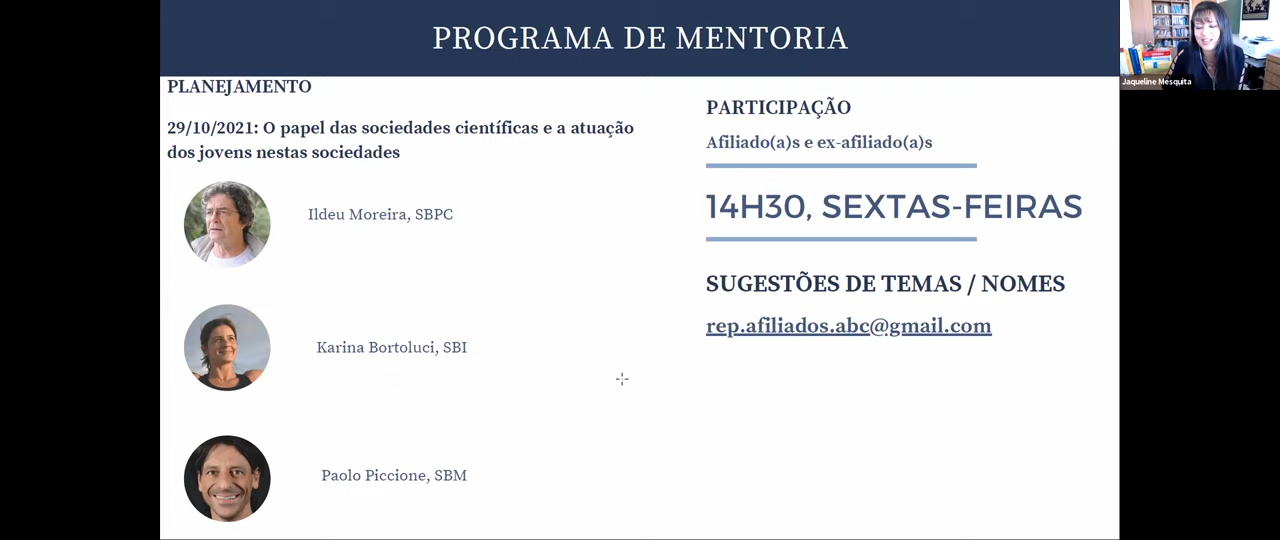 PROGRAMA DE MENTORIA
PLANEJAMENTO
29/10/2021: O papel das sociedades científicas e a atuação
dos jovens nestas sociedades
Ildeu Moreira, SBPC
Karina Bortoluci, SBI
Paolo Piccione, SBM
PARTICIPAÇÃO
Afiliado(a)s e ex-afiliado(a)s
14H30, SEXTAS-FEIRAS
SUGESTÕES DE TEMAS / NOMES
rep.afiliados.abc@gmail.com
Jaqueline Mesquita